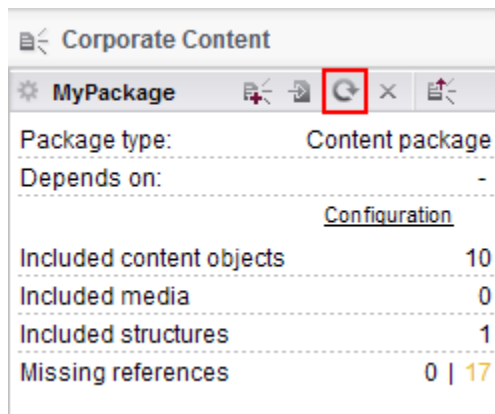 Corporate Content
MyPackage
Package type: Content package
Depends on: -
Configuration
Included content objects 10
Included media 0
Included structures 1
Missing references 0 | 17